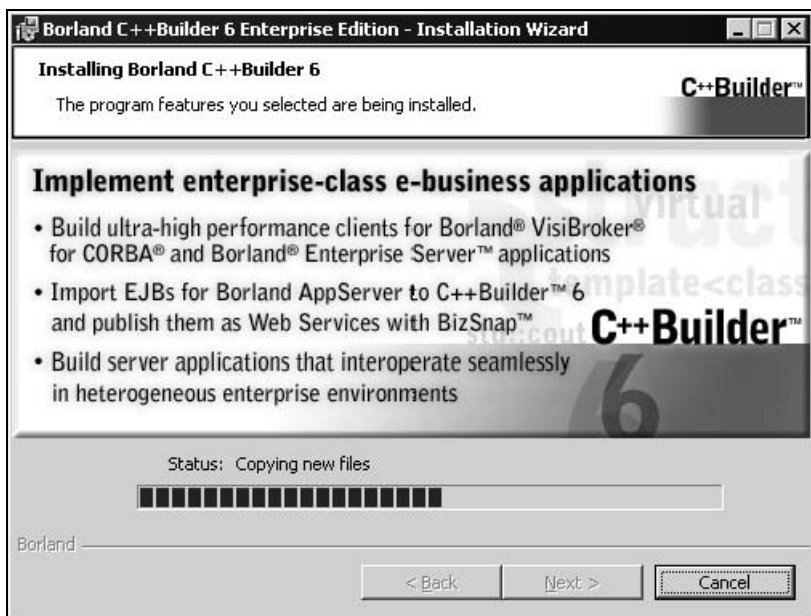 Borland C++Builder 6 Enterprise Edition - Installation Wizard
Installing Borland C++Builder 6
The program features you selected are being installed.
C++Builder™
Implement enterprise-class e-business applications
• Build ultra-high performance clients for Borland® VisiBroker®
for CORBA® and Borland® Enterprise Server™ applications
• Import EJBs for Borland AppServer to C++Builder™ 6
and publish them as Web Services with BizSnap™
• Build server applications that interoperate seamlessly
in heterogeneous enterprise environments
struct
virtual
template<class
std::cout
C++Builder™
6
Status: Copying new files
Borland
< Back
Next >
Cancel